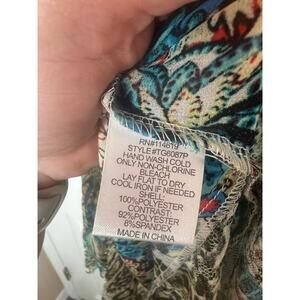 RN#114619
STYLE#TG6087P
HAND WASH COLD
ONLY NON-CHLORINE
BLEACH
LAY FLAT TO DRY
COOL IRON IF NEEDED
SHELL:
100%POLYESTER
CONTRAST:
92%POLYESTER
8%SPANDEX
MADE IN CHINA